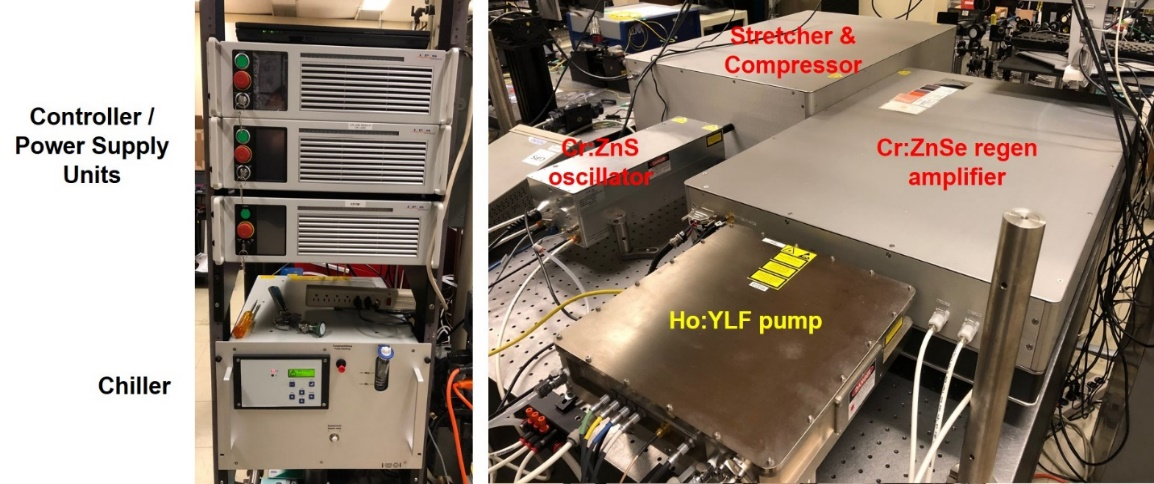 Controller /
Power Supply
Units
Chiller
Stretcher &
Compressor
Cr:ZnS
oscillator
Cr:ZnSe regen
amplifier
Ho:YLF pump